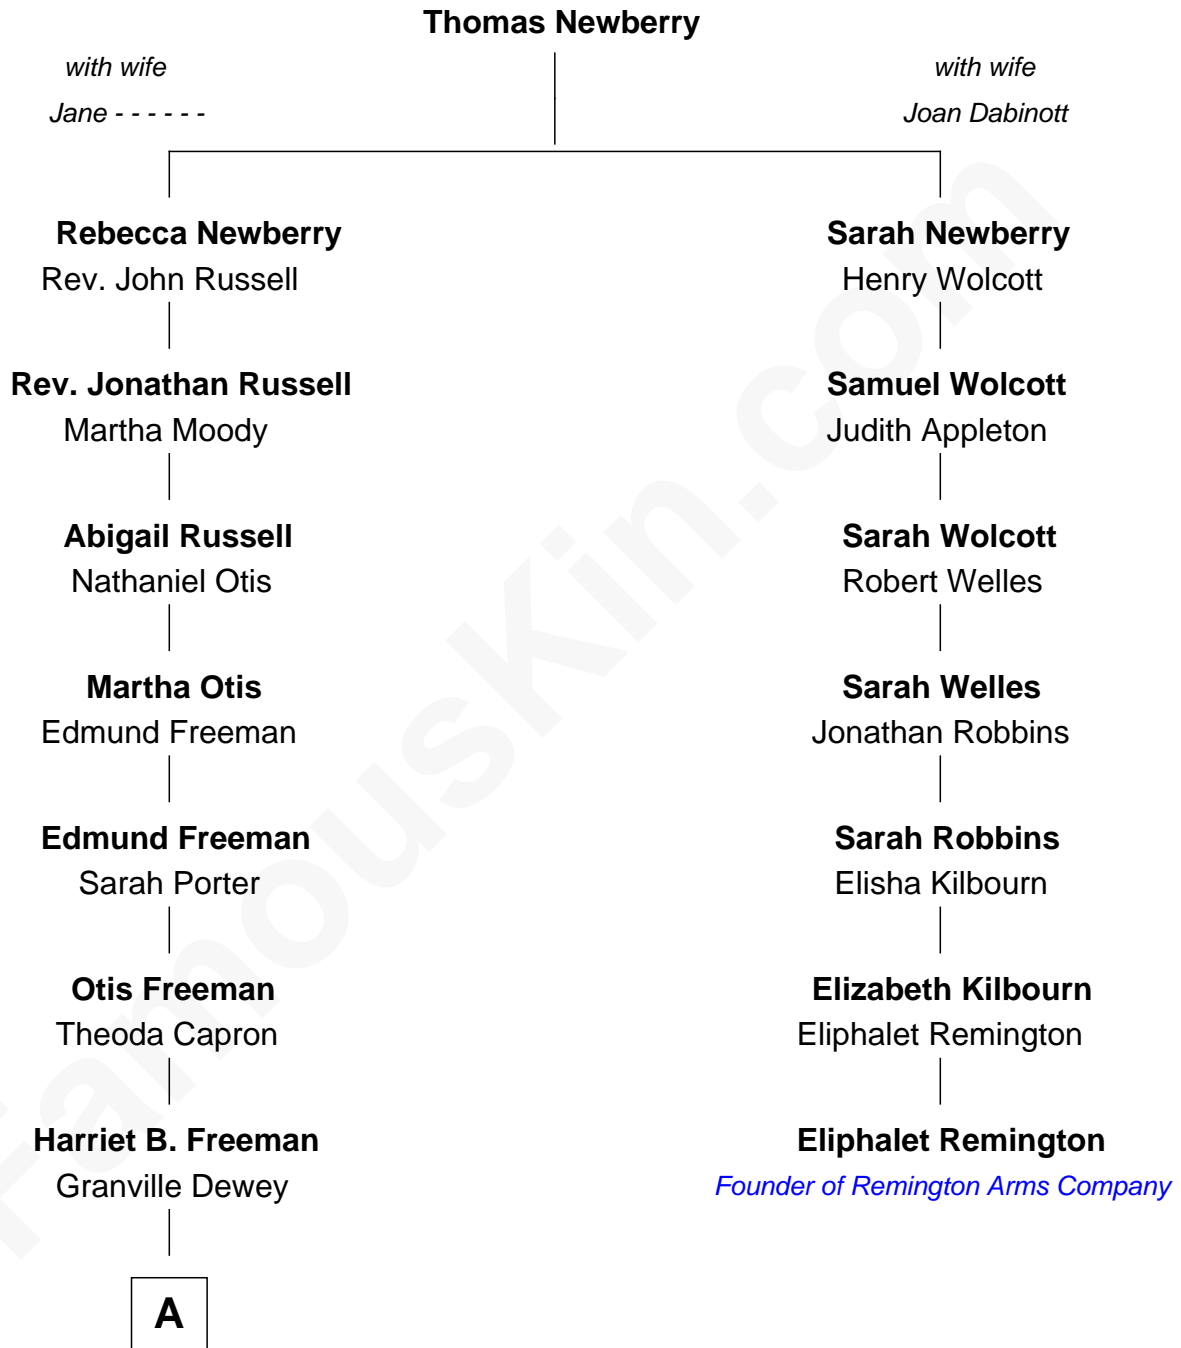 Thomas Newberry
with wife
Jane - - - - - -
with wife
Joan Dabinott
Rebecca Newberry
Rev. John Russell
Sarah Newberry
Henry Wolcott
Rev. Jonathan Russell
Martha Moody
Samuel Wolcott
Judith Appleton
Abigail Russell
Nathaniel Otis
Sarah Wolcott
Robert Welles
Martha Otis
Edmund Freeman
Sarah Welles
Jonathan Robbins
Edmund Freeman
Sarah Porter
Sarah Robbins
Elisha Kilbourn
Otis Freeman
Theoda Capron
Elizabeth Kilbourn
Eliphalet Remington
Harriet B. Freeman
Granville Dewey
Eliphalet Remington
Founder of Remington Arms Company
A
FamousKin.com